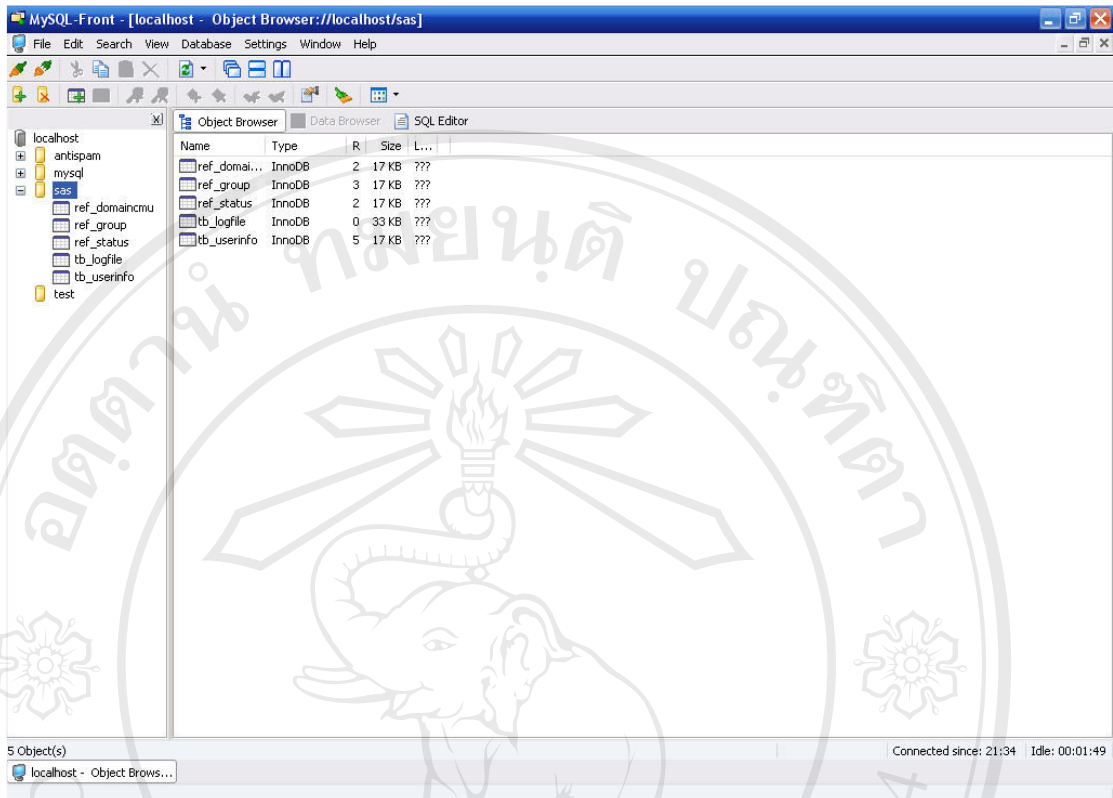 MySQL-Front - [localhost - Object Browser://localhost/sas]
File Edit Search View Database Settings Window Help
Object Browser Data Browser SQL Editor
localhost
antispam
mysql
sas
ref_domaincmu
ref_group
ref_status
tb_logfile
tb_userinfo
test
Name Type R Size L...
ref_domai... InnoDB 2 17 KB ???
ref_group InnoDB 3 17 KB ???
ref_status InnoDB 2 17 KB ???
tb_logfile InnoDB 0 33 KB ???
tb_userinfo InnoDB 5 17 KB ???
5 Object(s) Connected since: 21:34 Idle: 00:01:49
localhost - Object Brows...